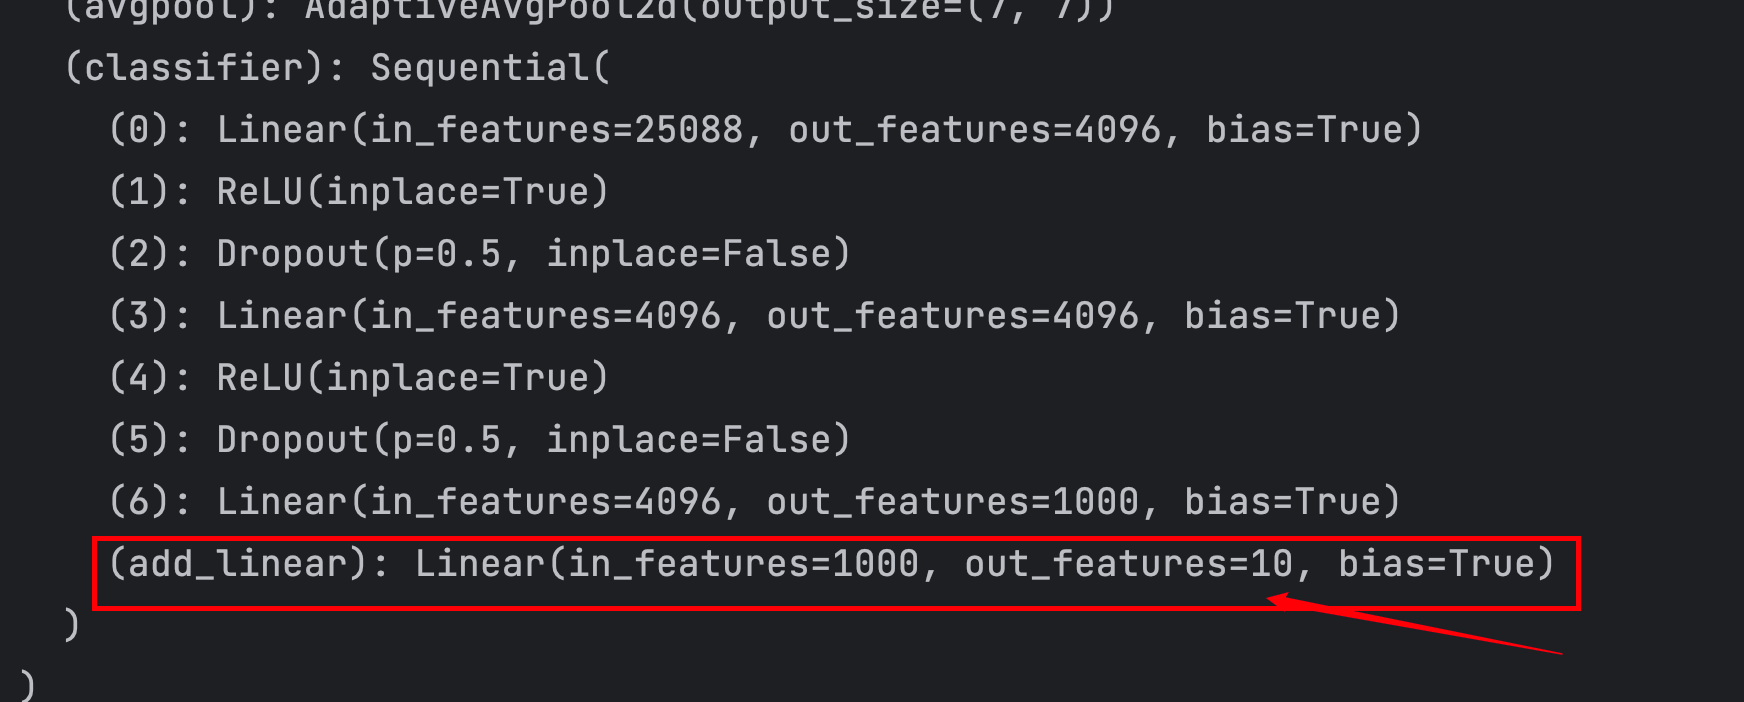 (avgpool): AdaptiveAvgPool2d(output_size=(7, 7))
(classifier): Sequential(
(0): Linear(in_features=25088, out_features=4096, bias=True)
(1): ReLU(inplace=True)
(2): Dropout(p=0.5, inplace=False)
(3): Linear(in_features=4096, out_features=4096, bias=True)
(4): ReLU(inplace=True)
(5): Dropout(p=0.5, inplace=False)
(6): Linear(in_features=4096, out_features=1000, bias=True)
(add_linear): Linear(in_features=1000, out_features=10, bias=True)
)
)